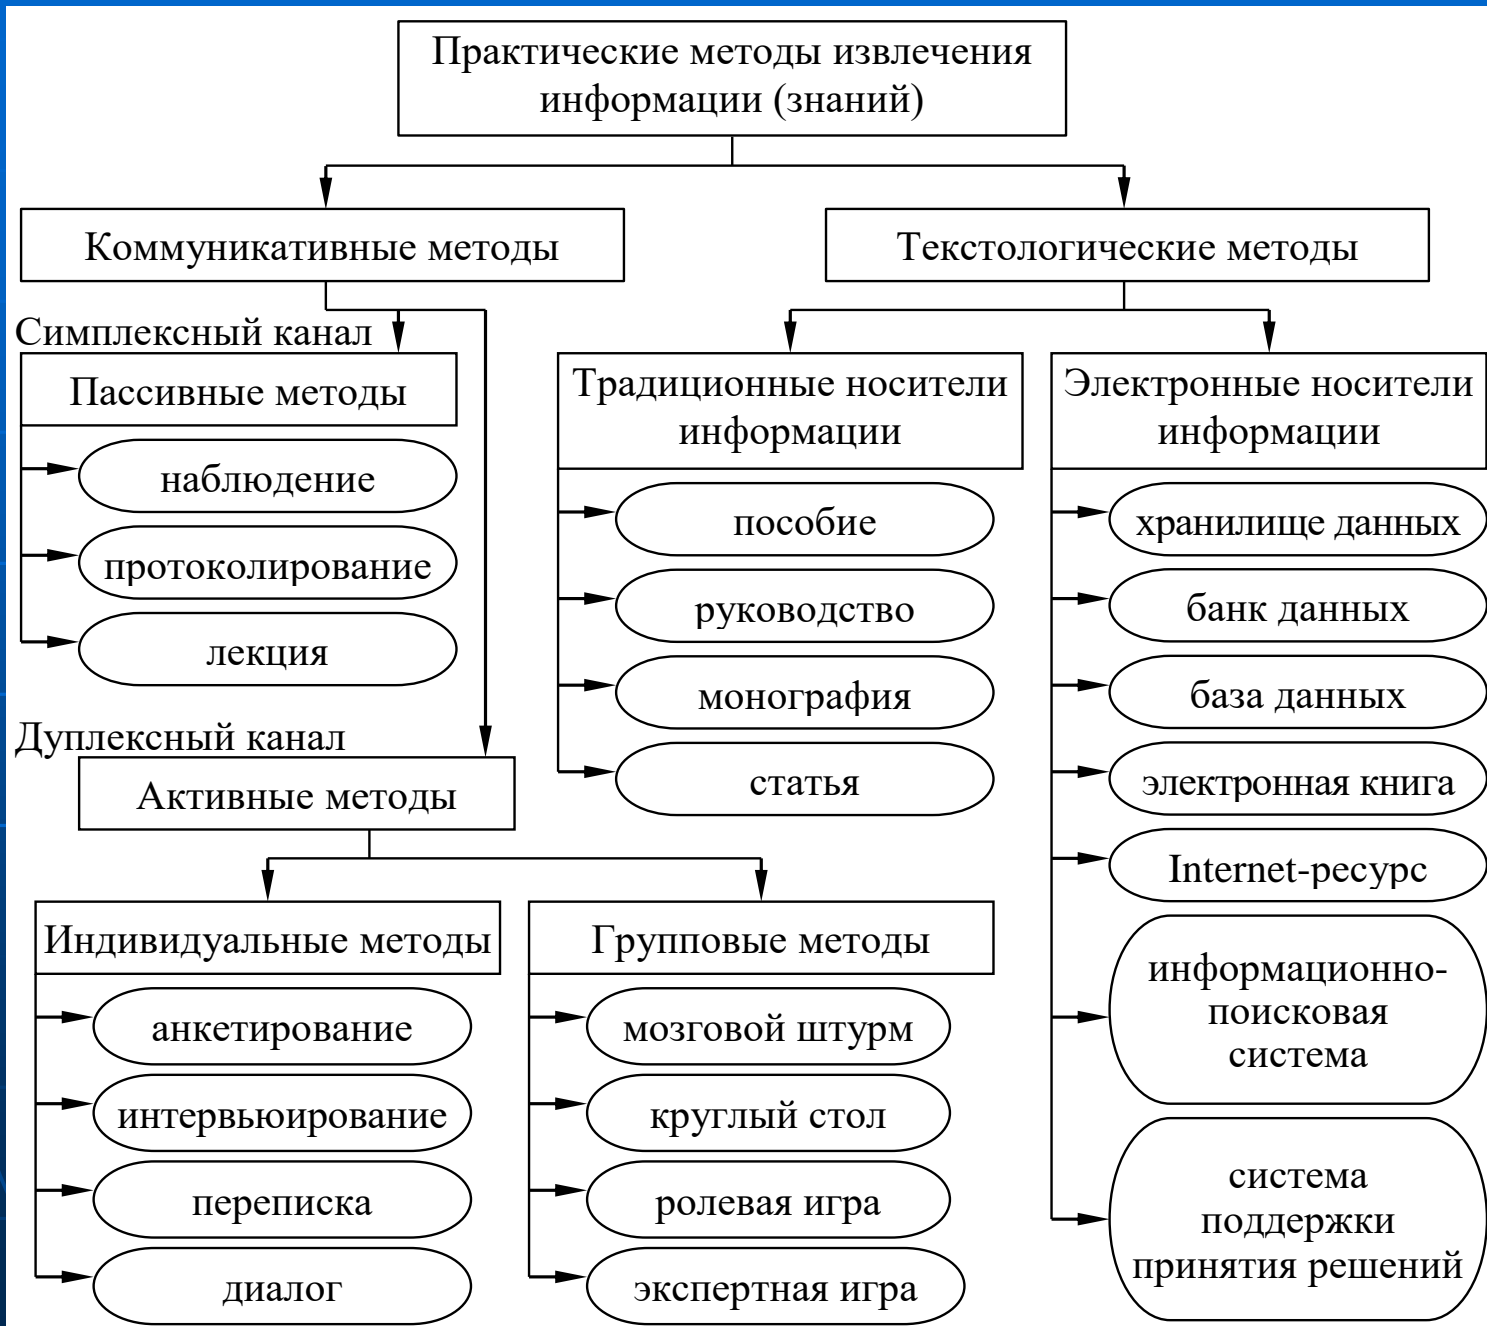 Практические методы извлечения
информации (знаний)
Коммуникативные методы
Текстологические методы
Симплексный канал
Пассивные методы
наблюдение
протоколирование
лекция
Дуплексный канал
Активные методы
Индивидуальные методы
анкетирование
интервьюирование
переписка
диалог
Групповые методы
мозговой штурм
круглый стол
ролевая игра
экспертная игра
Традиционные носители
информации
пособие
руководство
монография
статья
Электронные носители
информации
хранилище данных
банк данных
база данных
электронная книга
Internet-ресурс
информационно-
поисковая
система
система
поддержки
принятия решений